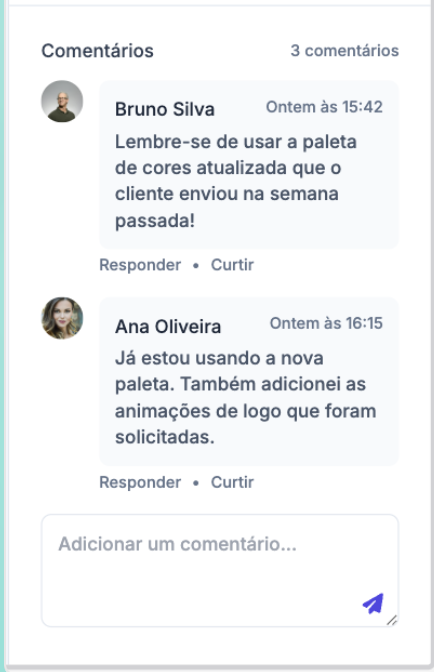 Comentários 3 comentários
Bruno Silva Ontem às 15:42
Lembre-se de usar a paleta
de cores atualizada que o
cliente enviou na semana
passada!
Responder • Curtir
Ana Oliveira Ontem às 16:15
Já estou usando a nova
paleta. Também adicionei as
animações de logo que foram
solicitadas.
Responder • Curtir
Adicionar um comentário...